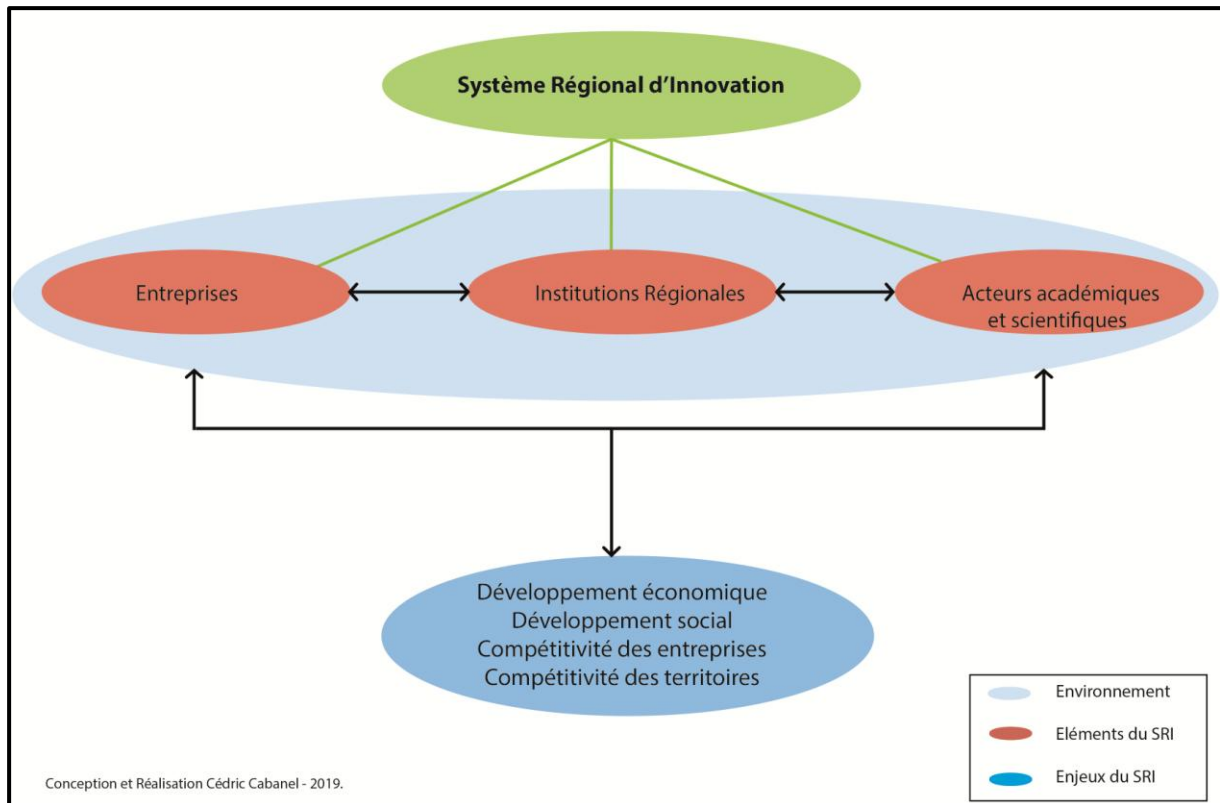 Système Régional d’Innovation
Entreprises
Institutions Régionales
Acteurs académiques
et scientifiques
Développement économique
Développement social
Compétitivité des entreprises
Compétitivité des territoires
Environnement
Eléments du SRI
Enjeux du SRI
Conception et Réalisation Cédric Cabanel - 2019.